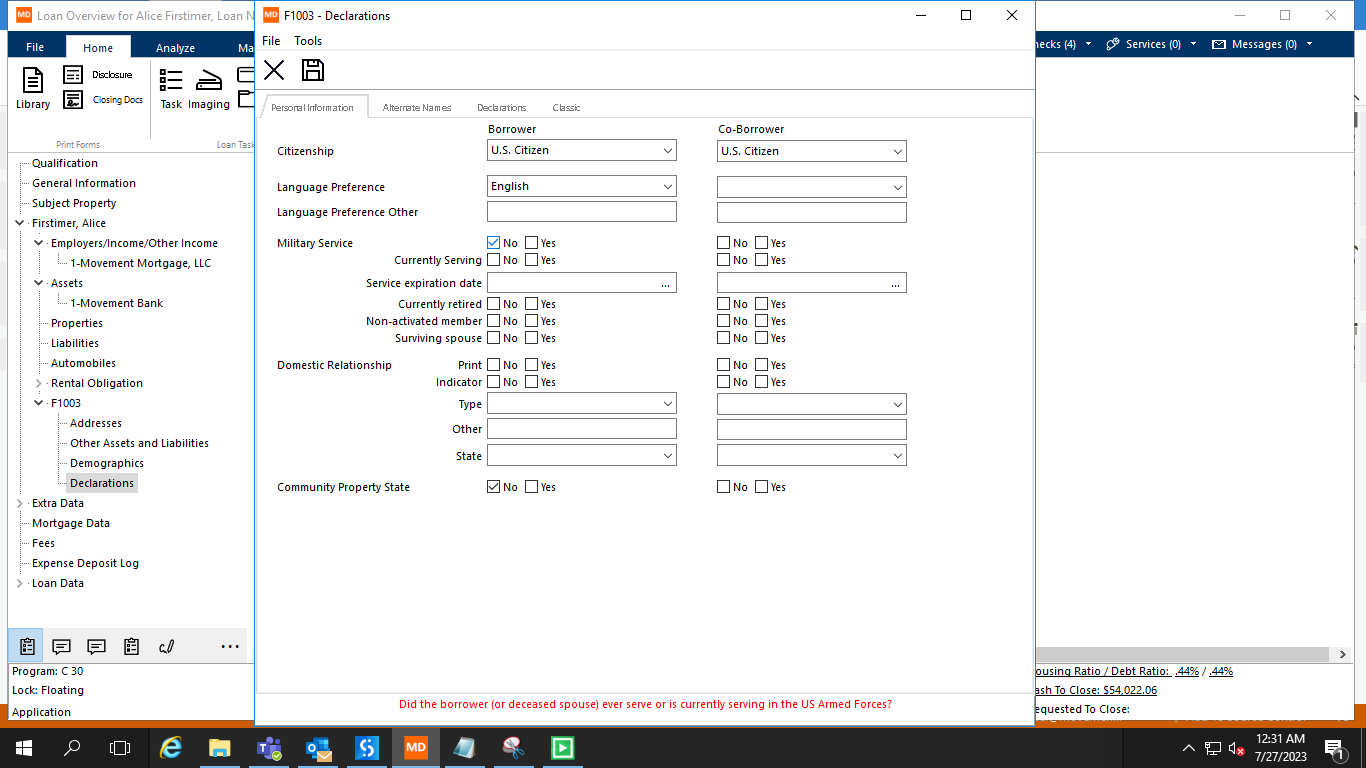 MD Loan Overview for Alice Firstimer, Loan N
MD F1003 - Declarations
File Home Analyze Ma
File Tools
hecks (4) Services (0) Messages (0)
Library
Disclosure
Closing Docs
Task Imaging
Print Forms Loan Task
Personal Information Alternate Names Declarations Classic
Borrower Co-Borrower
Citizenship U.S. Citizen U.S. Citizen
Language Preference English
Language Preference Other
Military Service No Yes No Yes
Currently Serving No Yes No Yes
Service expiration date ... ...
Currently retired No Yes No Yes
Non-activated member No Yes No Yes
Surviving spouse No Yes No Yes
Domestic Relationship Print No Yes No Yes
Indicator No Yes No Yes
Type
Other
State
Community Property State No Yes No Yes
Qualification
General Information
Subject Property
Firstimer, Alice
Employers/Income/Other Income
1-Movement Mortgage, LLC
Assets
1-Movement Bank
Properties
Liabilities
Automobiles
Rental Obligation
F1003
Addresses
Other Assets and Liabilities
Demographics
Declarations
Extra Data
Mortgage Data
Fees
Expense Deposit Log
Loan Data
...
Program: C 30
Lock: Floating
Application
ousing Ratio / Debt Ratio: .44% / .44%
ash To Close: $54,022.06
equested To Close:
Did the borrower (or deceased spouse) ever serve or is currently serving in the US Armed Forces?
MD
12:31 AM
7/27/2023
1